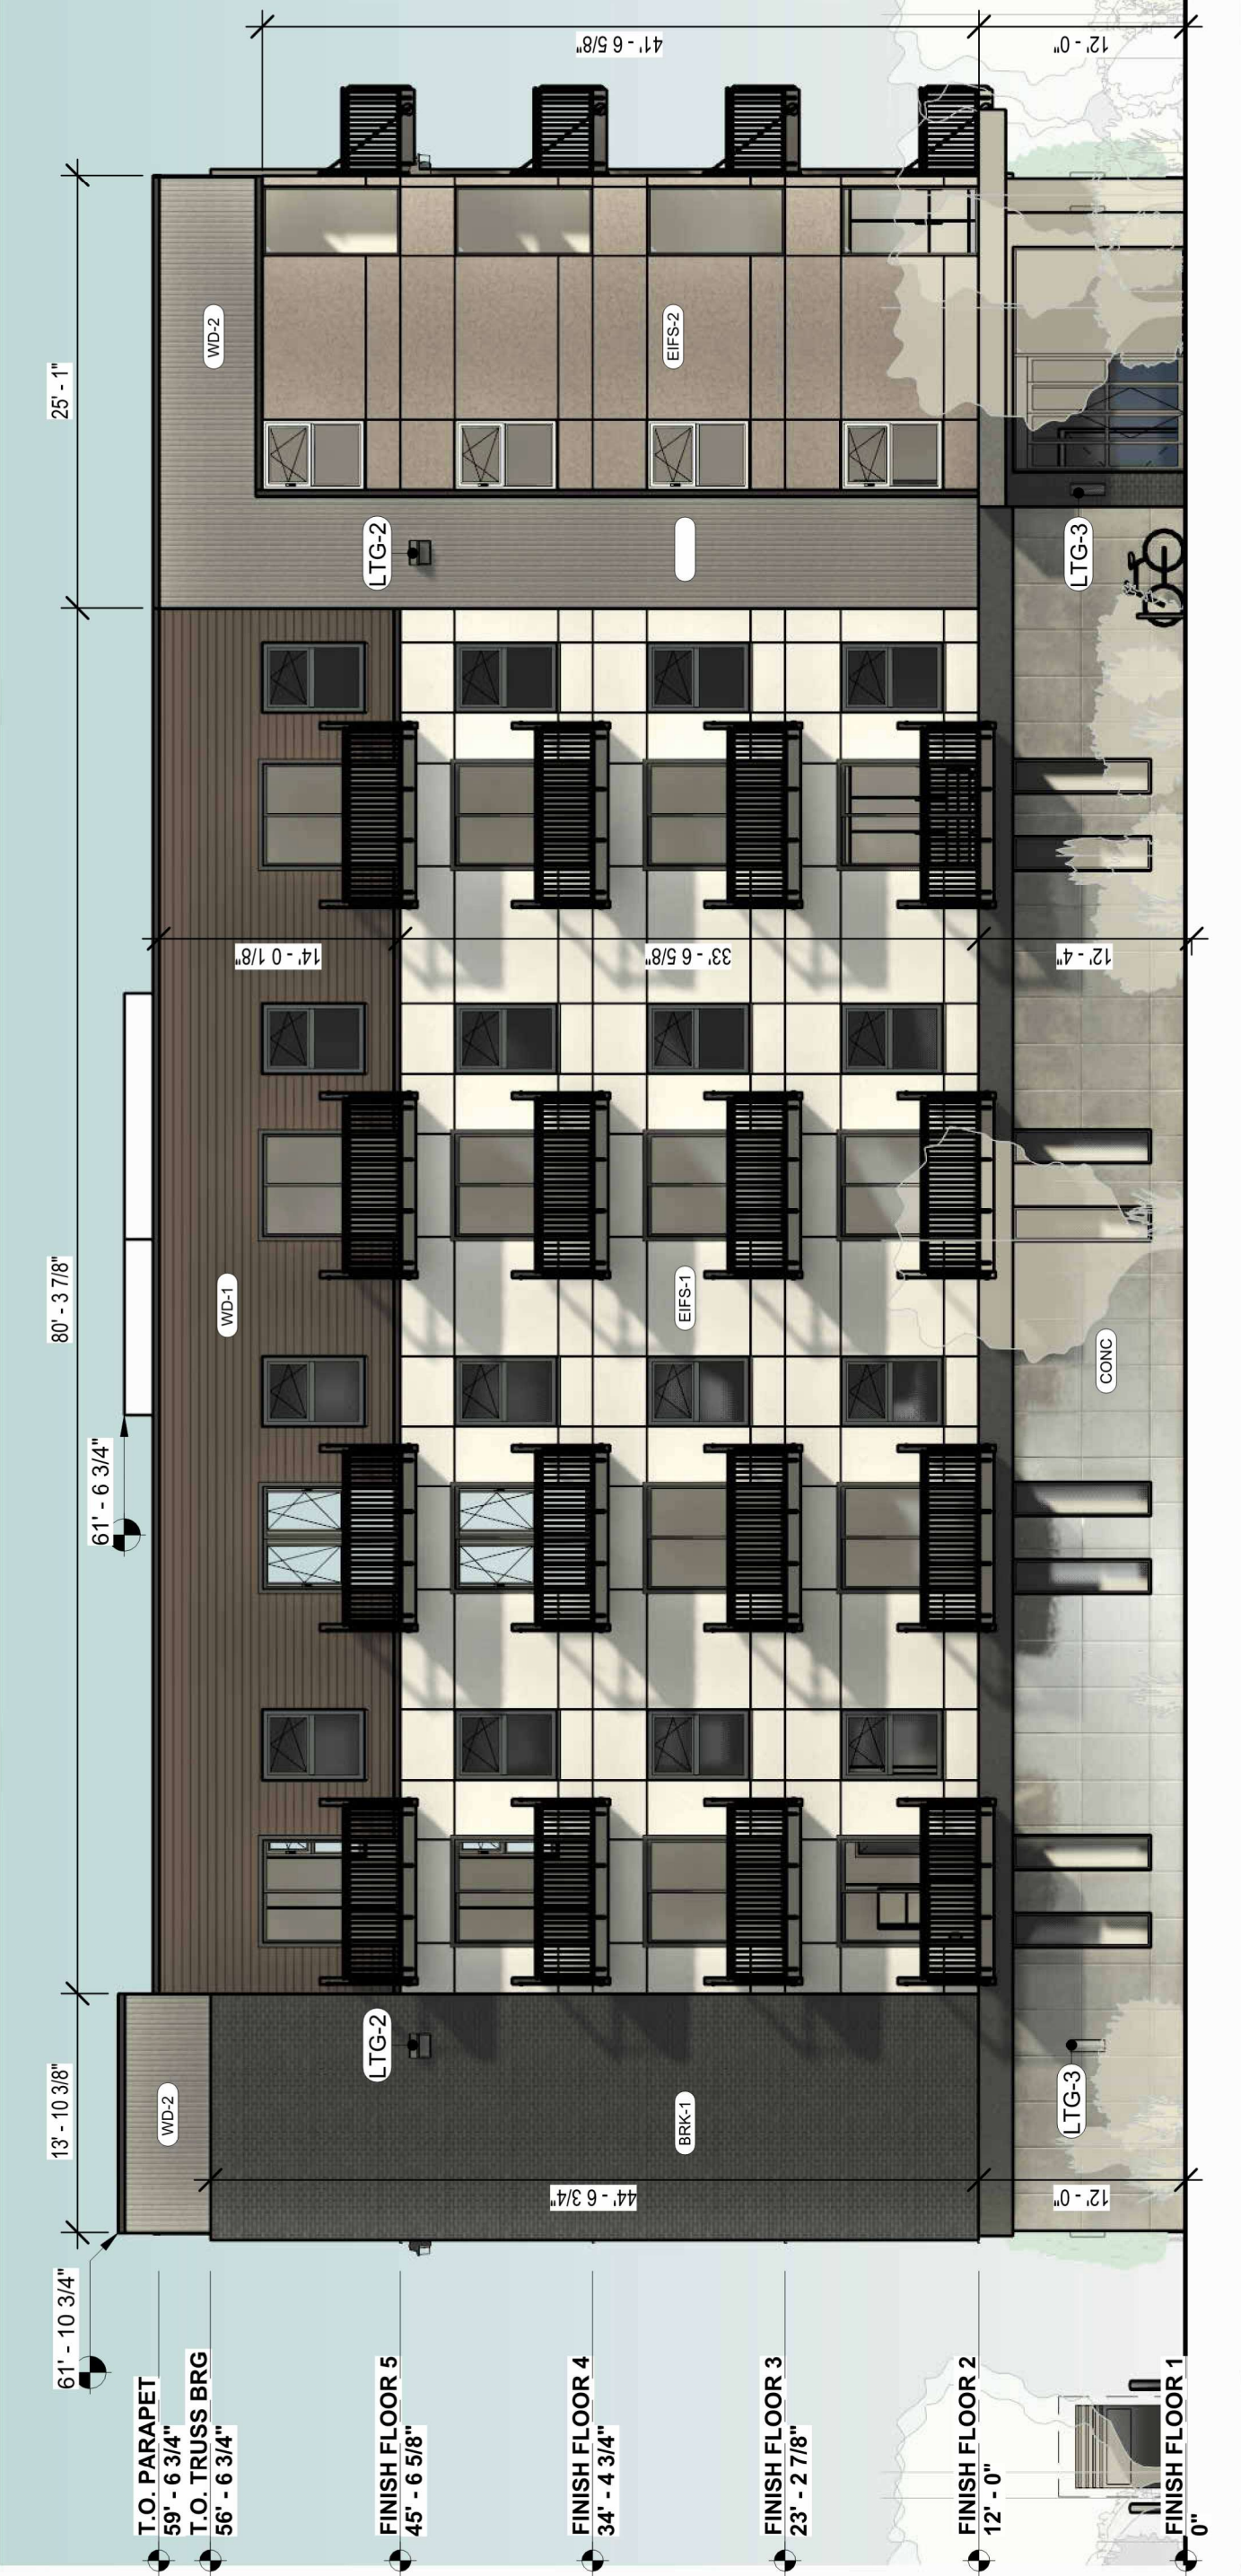 61' - 10 3/4"
13' - 10 3/8"
80' - 3 7/8"
25' - 1"
61' - 6 3/4"
T.O. PARAPET
59' - 6 3/4"
T.O. TRUSS BRG
56' - 6 3/4"
FINISH FLOOR 5
45' - 6 5/8"
FINISH FLOOR 4
34' - 4 3/4"
FINISH FLOOR 3
23' - 2 7/8"
FINISH FLOOR 2
12' - 0"
FINISH FLOOR 1
0"
WD-2
WD-1
WD-2
LTG-2
LTG-2
14' - 0 1/8"
41' - 6 5/8"
44' - 6 3/4"
BRK-1
EIFS-1
33' - 6 5/8"
EIFS-2
12' - 0"
LTG-3
CONC
12' - 4"
LTG-3
12' - 0"